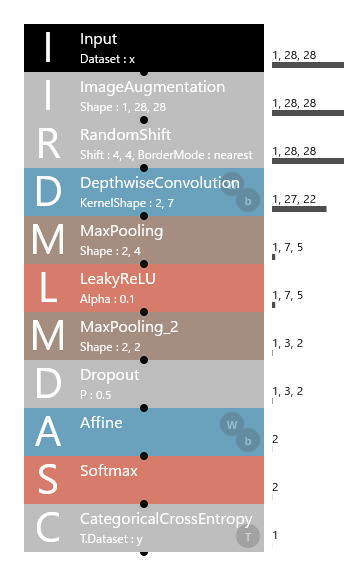 I Input
Dataset : x
1, 28, 28
I ImageAugmentation
Shape : 1, 28, 28
1, 28, 28
R RandomShift
Shift : 4, 4, BorderMode : nearest
1, 28, 28
D DepthwiseConvolution
KernelShape : 2, 7
W
b
1, 27, 22
M MaxPooling
Shape : 2, 4
1, 7, 5
L LeakyReLU
Alpha : 0.1
1, 7, 5
M MaxPooling_2
Shape : 2, 2
1, 3, 2
D Dropout
P : 0.5
1, 3, 2
A Affine
W
b
2
S Softmax
2
C CategoricalCrossEntropy
T.Dataset : y
T
1